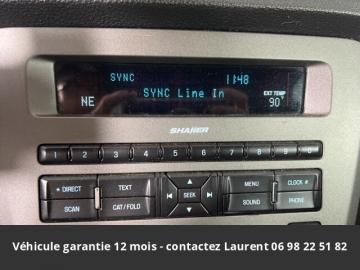 SYNC 11:48
SYNC Line In
NE EXT TEMP 90°
SHAKER
1 2 3 4 5 6 7 8 9 0
* DIRECT TEXT SEEK MENU CLOCK #
SCAN CAT/FOLD SOUND PHONE
Véhicule garantie 12 mois - contactez Laurent 06 98 22 51 82